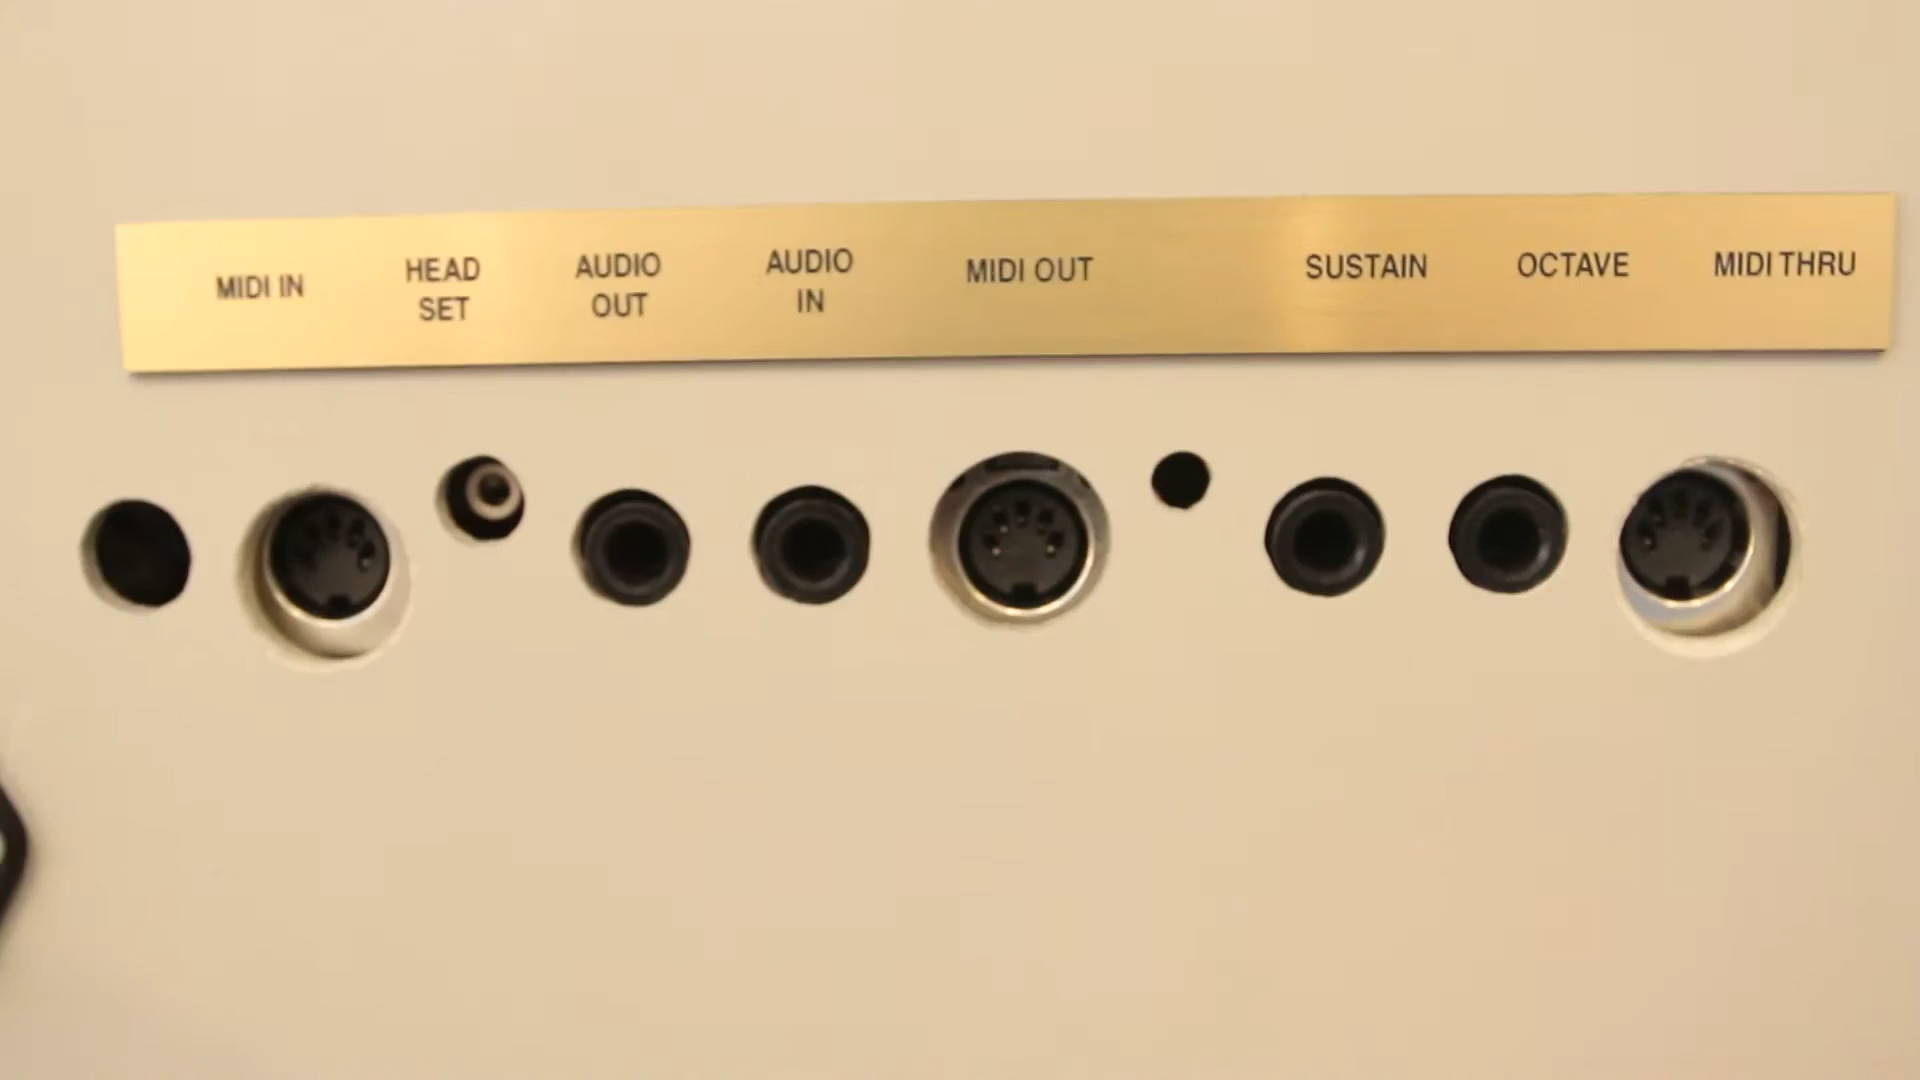 MIDI IN
HEAD
SET
AUDIO
OUT
AUDIO
IN
MIDI OUT
SUSTAIN
OCTAVE
MIDI THRU